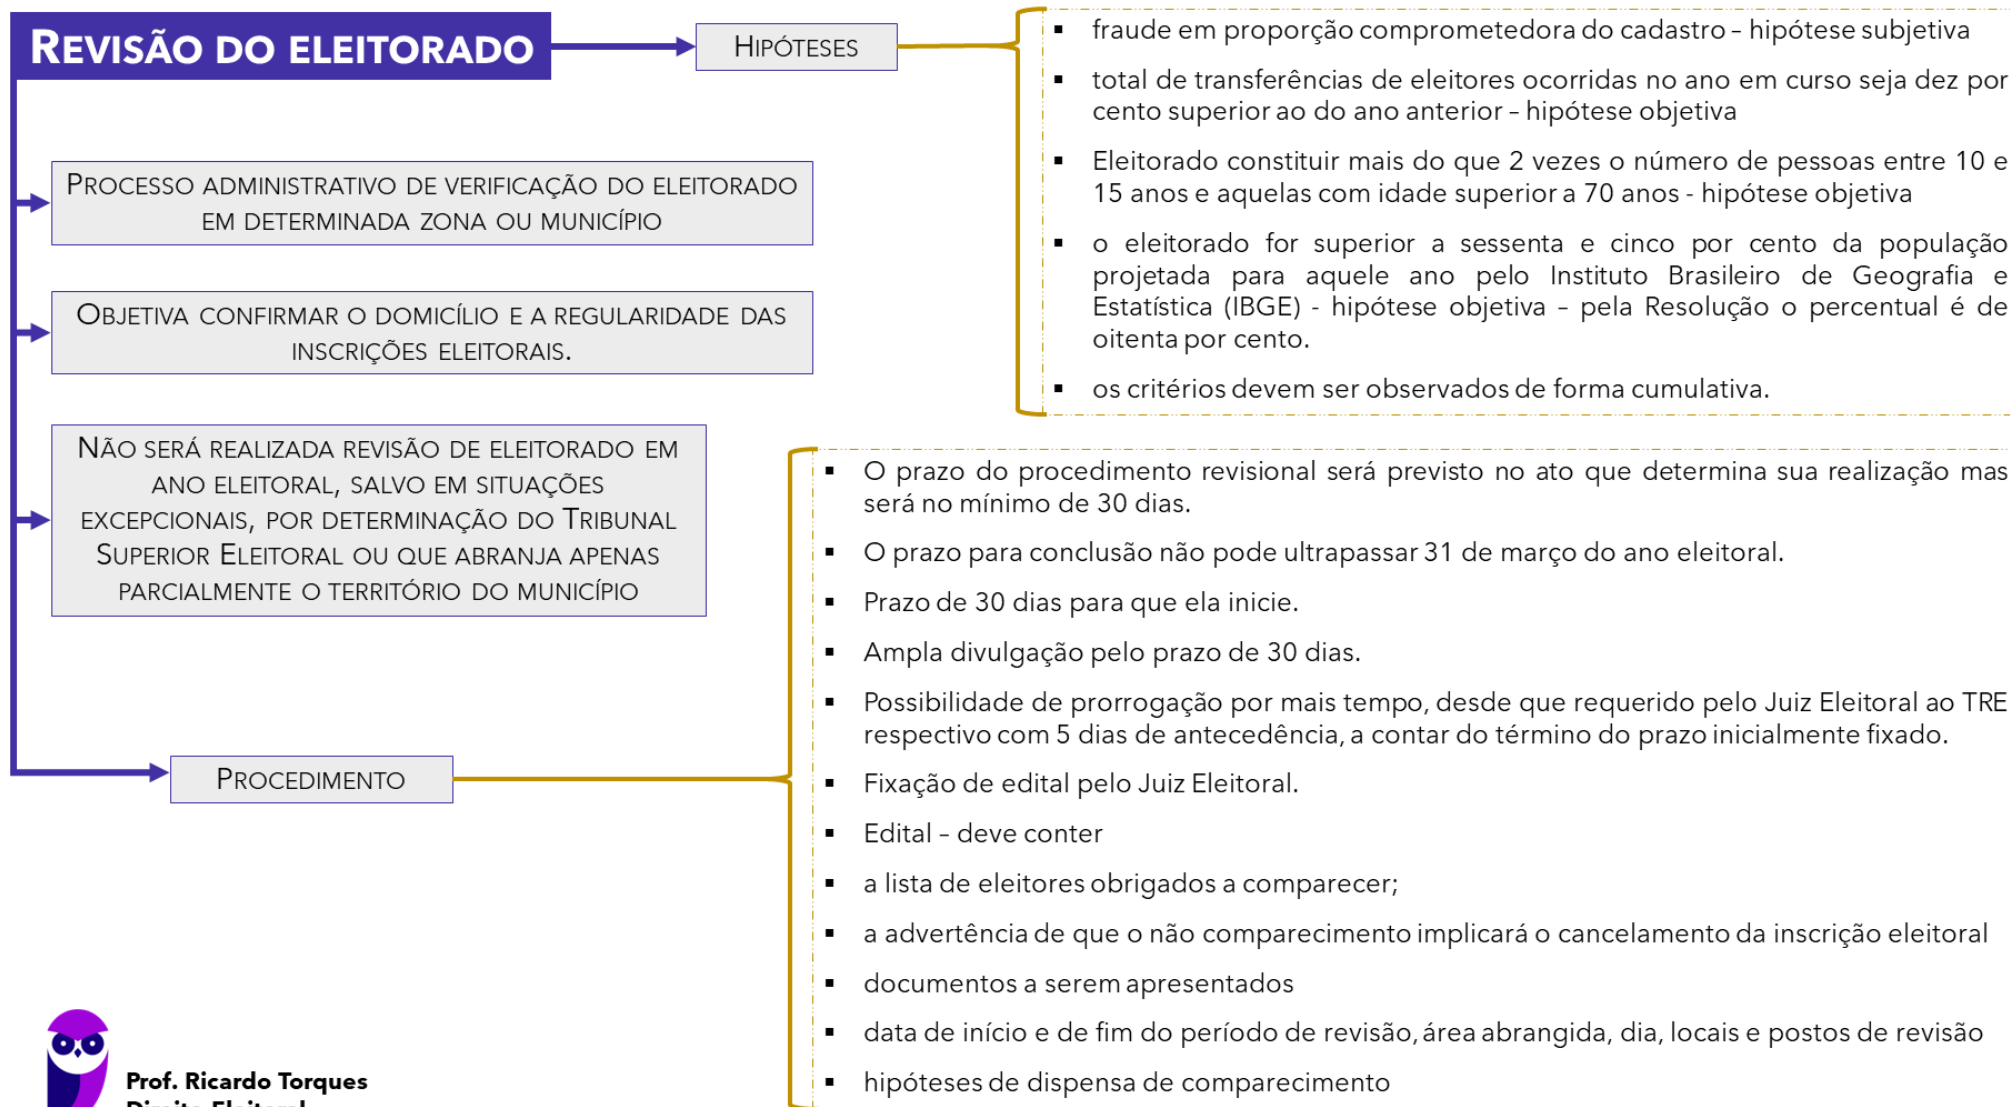 REVISÃO DO ELEITORADO
HIPÓTESES
▪ fraude em proporção comprometedora do cadastro – hipótese subjetiva
▪ total de transferências de eleitores ocorridas no ano em curso seja dez por
cento superior ao do ano anterior – hipótese objetiva
▪ Eleitorado constituir mais do que 2 vezes o número de pessoas entre 10 e
15 anos e aquelas com idade superior a 70 anos - hipótese objetiva
▪ o eleitorado for superior a sessenta e cinco por cento da população
projetada para aquele ano pelo Instituto Brasileiro de Geografia e
Estatística (IBGE) - hipótese objetiva – pela Resolução o percentual é de
oitenta por cento.
▪ os critérios devem ser observados de forma cumulativa.
PROCESSO ADMINISTRATIVO DE VERIFICAÇÃO DO ELEITORADO
EM DETERMINADA ZONA OU MUNICÍPIO
OBJETIVA CONFIRMAR O DOMICÍLIO E A REGULARIDADE DAS
INSCRIÇÕES ELEITORAIS.
NÃO SERÁ REALIZADA REVISÃO DE ELEITORADO EM
ANO ELEITORAL, SALVO EM SITUAÇÕES
EXCEPCIONAIS, POR DETERMINAÇÃO DO TRIBUNAL
SUPERIOR ELEITORAL OU QUE ABRANJA APENAS
PARCIALMENTE O TERRITÓRIO DO MUNICÍPIO
PROCEDIMENTO
▪ O prazo do procedimento revisional será previsto no ato que determina sua realização mas
será no mínimo de 30 dias.
▪ O prazo para conclusão não pode ultrapassar 31 de março do ano eleitoral.
▪ Prazo de 30 dias para que ela inicie.
▪ Ampla divulgação pelo prazo de 30 dias.
▪ Possibilidade de prorrogação por mais tempo, desde que requerido pelo Juiz Eleitoral ao TRE
respectivo com 5 dias de antecedência, a contar do término do prazo inicialmente fixado.
▪ Fixação de edital pelo Juiz Eleitoral.
▪ Edital – deve conter
▪ a lista de eleitores obrigados a comparecer;
▪ a advertência de que o não comparecimento implicará o cancelamento da inscrição eleitoral
▪ documentos a serem apresentados
▪ data de início e de fim do período de revisão, área abrangida, dia, locais e postos de revisão
▪ hipóteses de dispensa de comparecimento
Prof. Ricardo Torques
Direito Eleitoral